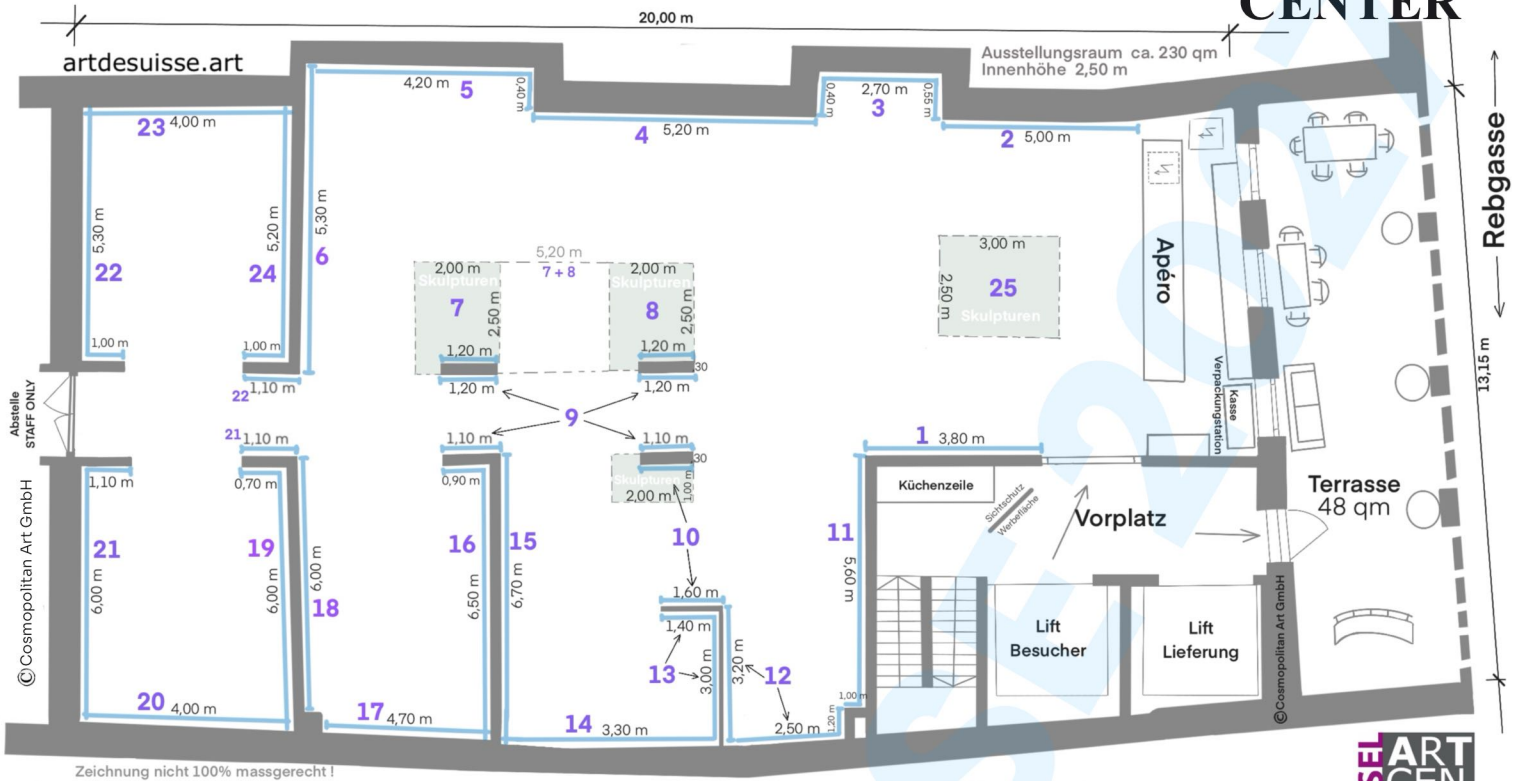 20,00 m
CENTER
artdesuisse.art
Ausstellungsraum ca. 230 qm
Innenhöhe 2,50 m
4,20 m
5
0,40 m
0,40 m
2,70 m
3
0,55 m
23 4,00 m
4 5,20 m
2 5,00 m
5,30 m
22
5,20 m
24
5,30 m
6
5,20 m
7 + 8
2,00 m
Skulpturen
7
2,50 m
1,20 m
1,20 m
2,00 m
Skulpturen
8
2,50 m
1,20 m
,30
1,20 m
3,00 m
2,50 m
25
Skulpturen
Apéro
Rebgasse
13,15 m
Verpackungstation
Kasse
1,00 m
1,00 m
1,10 m
22
Abstelle
STAFF ONLY
9
21
1,10 m
1,10 m
1,10 m
,30
1 3,80 m
1,10 m
0,70 m
0,90 m
Skulpturen
2,00 m
1,00 m
Küchenzeile
Sichtschutz
Werbefläche
Vorplatz
Terrasse
48 qm
©Cosmopolitan Art GmbH
21
6,00 m
19
6,00 m
6,00 m
18
16
6,50 m
15
6,70 m
10
11
5,60 m
1,60 m
1,40 m
13
3,00 m
3,20 m
12
Lift
Besucher
Lift
Lieferung
©Cosmopolitan Art GmbH
20 4,00 m
17 4,70 m
14 3,30 m
2,50 m
1,20 m
1,00 m
Zeichnung nicht 100% massgerecht !
SE 2027
SEL
ART
CEN